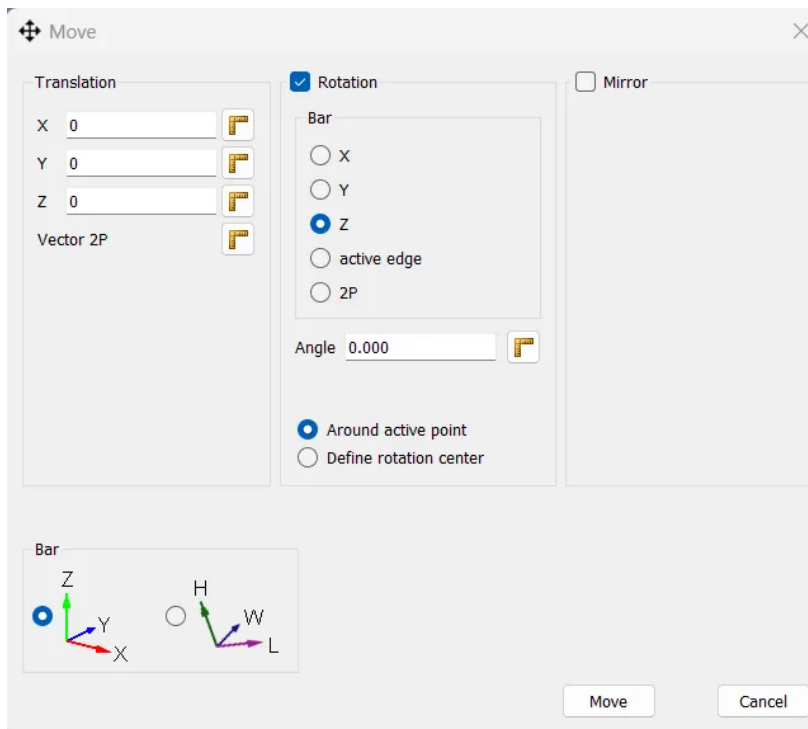 Move
Translation
X 0
Y 0
Z 0
Vector 2P
Rotation
Bar
X
Y
Z
active edge
2P
Angle 0.000
Around active point
Define rotation center
Mirror
Bar
Z
Y
X
H
W
L
Move
Cancel